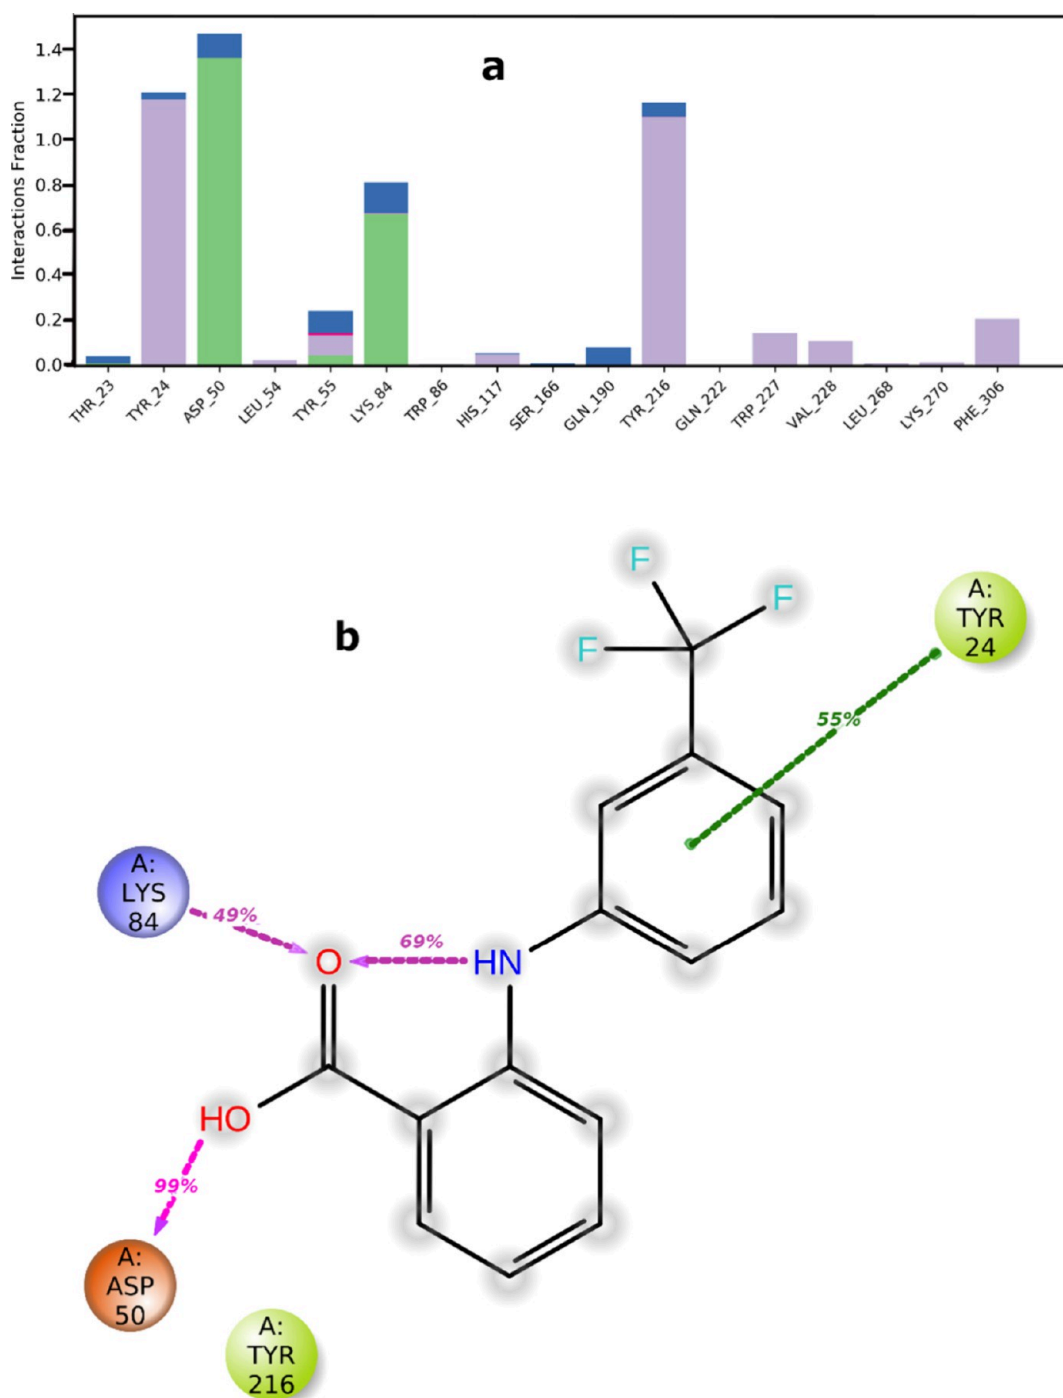 a
1.4
1.2
1.0
0.8
0.6
0.4
0.2
0.0
Interactions Fraction
THR_23
TYR_24
ASP_50
LEU_54
TYR_55
LYS_84
TRP_86
HIS_117
SER_166
GLN_190
TYR_216
GLN_222
TRP_227
VAL_228
LEU_268
LYS_270
PHE_306
b
F
F
F
A:
TYR
24
55%
A:
LYS
84
49%
O
69%
HN
HO
99%
A:
ASP
50
A:
TYR
216